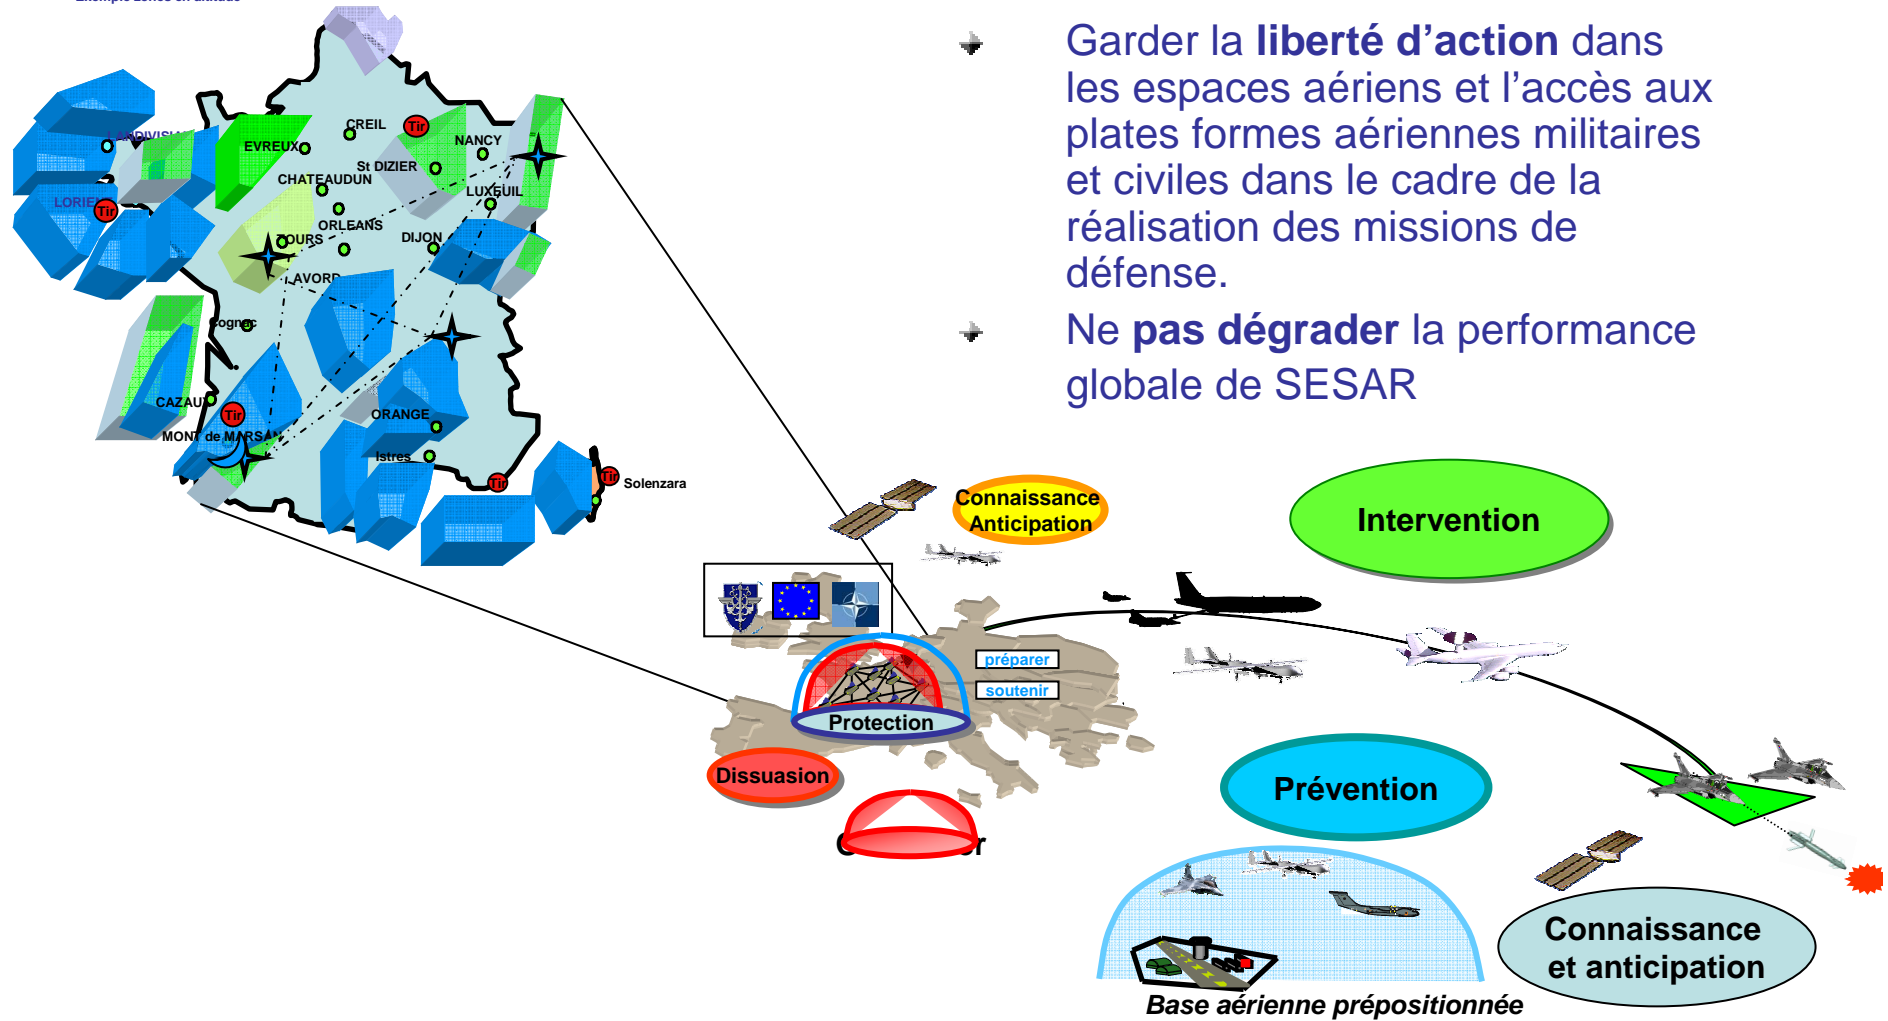 Garder la liberté d’action dans
les espaces aériens et l’accès aux
plates formes aériennes militaires
et civiles dans le cadre de la
réalisation des missions de
défense.
Ne pas dégrader la performance
globale de SESAR
CREIL
Tir
NANCY
EVREUX
St DIZIER
CHATEAUDUN
LUXEUIL
LORIEN
Tir
ORLEANS
TOURS
DIJON
AVORD
Cognac
CAZAUX
Tir
ORANGE
MONT de MARSAN
Istres
Tir
Tir
Solenzara
Connaissance
Anticipation
Intervention
préparer
soutenir
Protection
Dissuasion
Prévention
Connaissance
et anticipation
Base aérienne prépositionnée